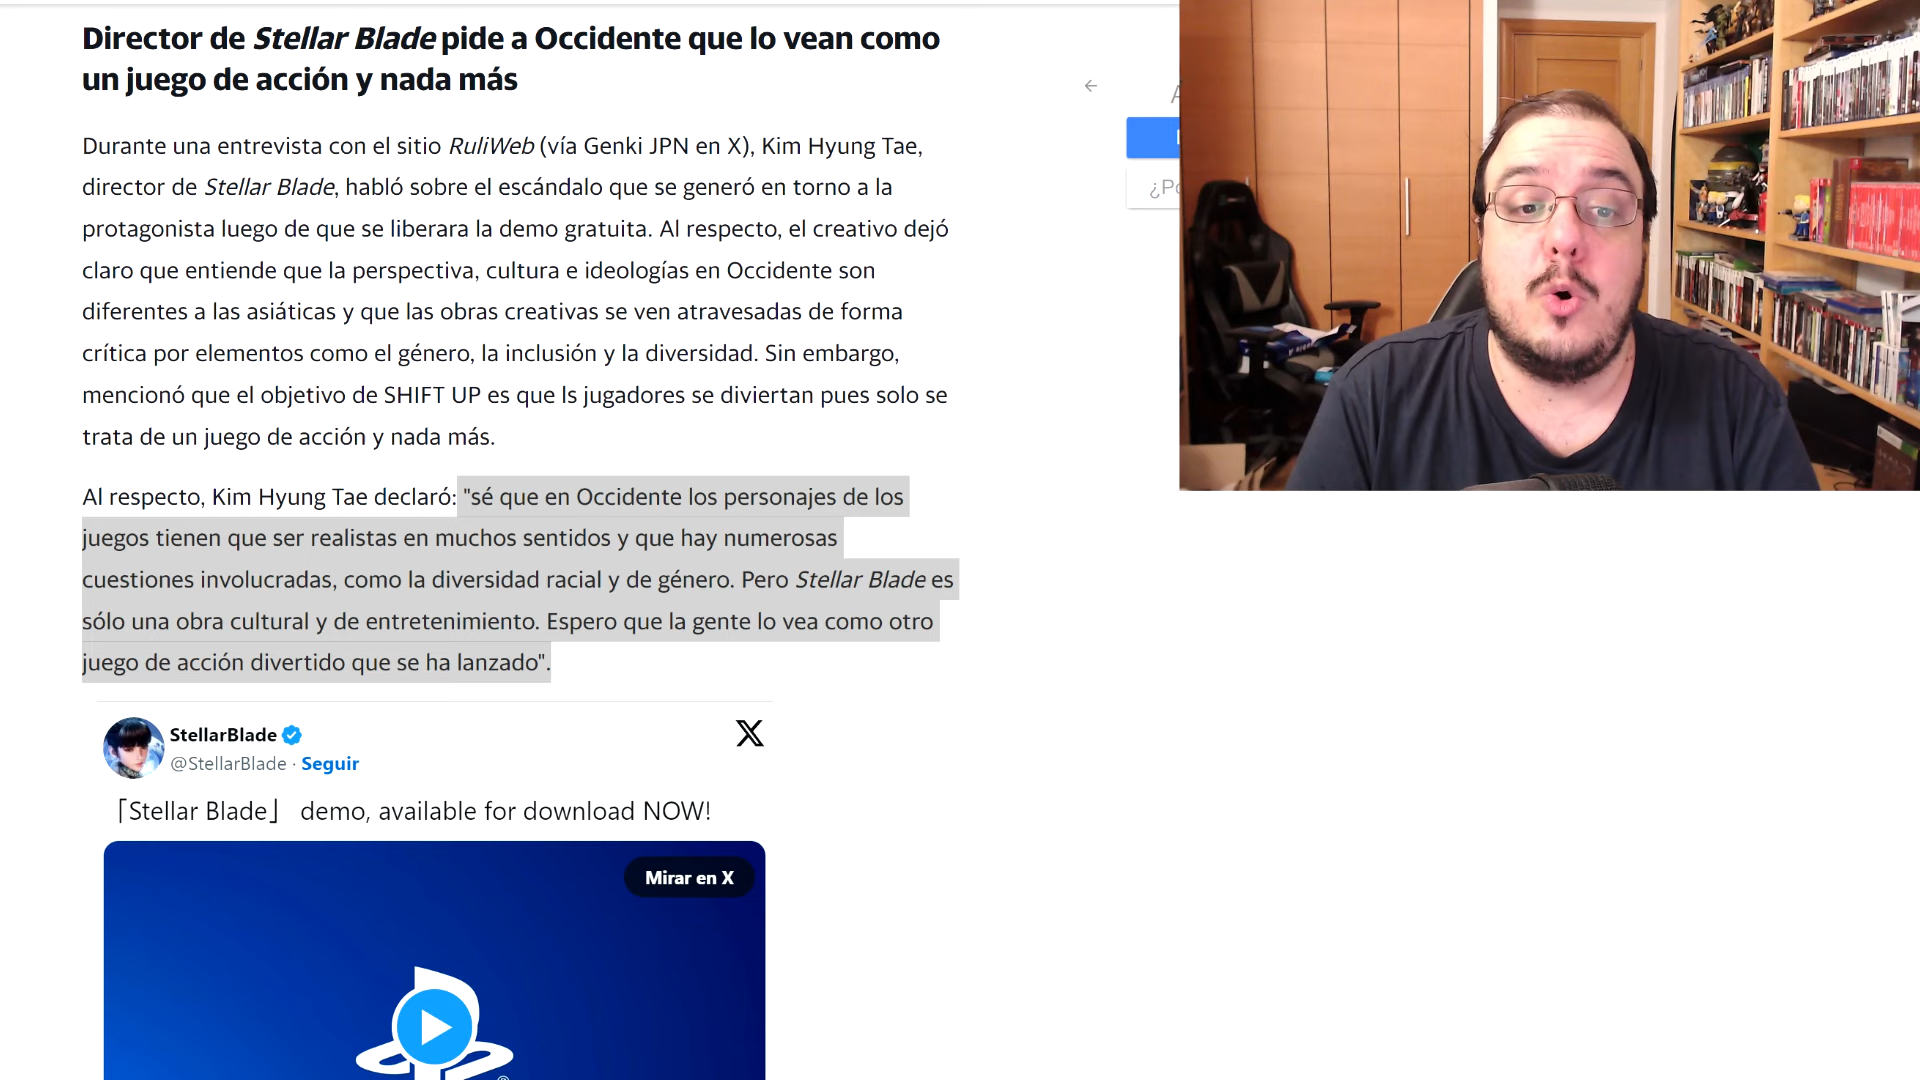 Director de Stellar Blade pide a Occidente que lo vean como
un juego de acción y nada más
Durante una entrevista con el sitio RuliWeb (vía Genki JPN en X), Kim Hyung Tae,
director de Stellar Blade, habló sobre el escándalo que se generó en torno a la
protagonista luego de que se liberara la demo gratuita. Al respecto, el creativo dejó
claro que entiende que la perspectiva, cultura e ideologías en Occidente son
diferentes a las asiáticas y que las obras creativas se ven atravesadas de forma
crítica por elementos como el género, la inclusión y la diversidad. Sin embargo,
mencionó que el objetivo de SHIFT UP es que ls jugadores se diviertan pues solo se
trata de un juego de acción y nada más.
Al respecto, Kim Hyung Tae declaró: "sé que en Occidente los personajes de los
juegos tienen que ser realistas en muchos sentidos y que hay numerosas
cuestiones involucradas, como la diversidad racial y de género. Pero Stellar Blade es
sólo una obra cultural y de entretenimiento. Espero que la gente lo vea como otro
juego de acción divertido que se ha lanzado".
StellarBlade
@StellarBlade · Seguir
「Stellar Blade」 demo, available for download NOW!
Mirar en X